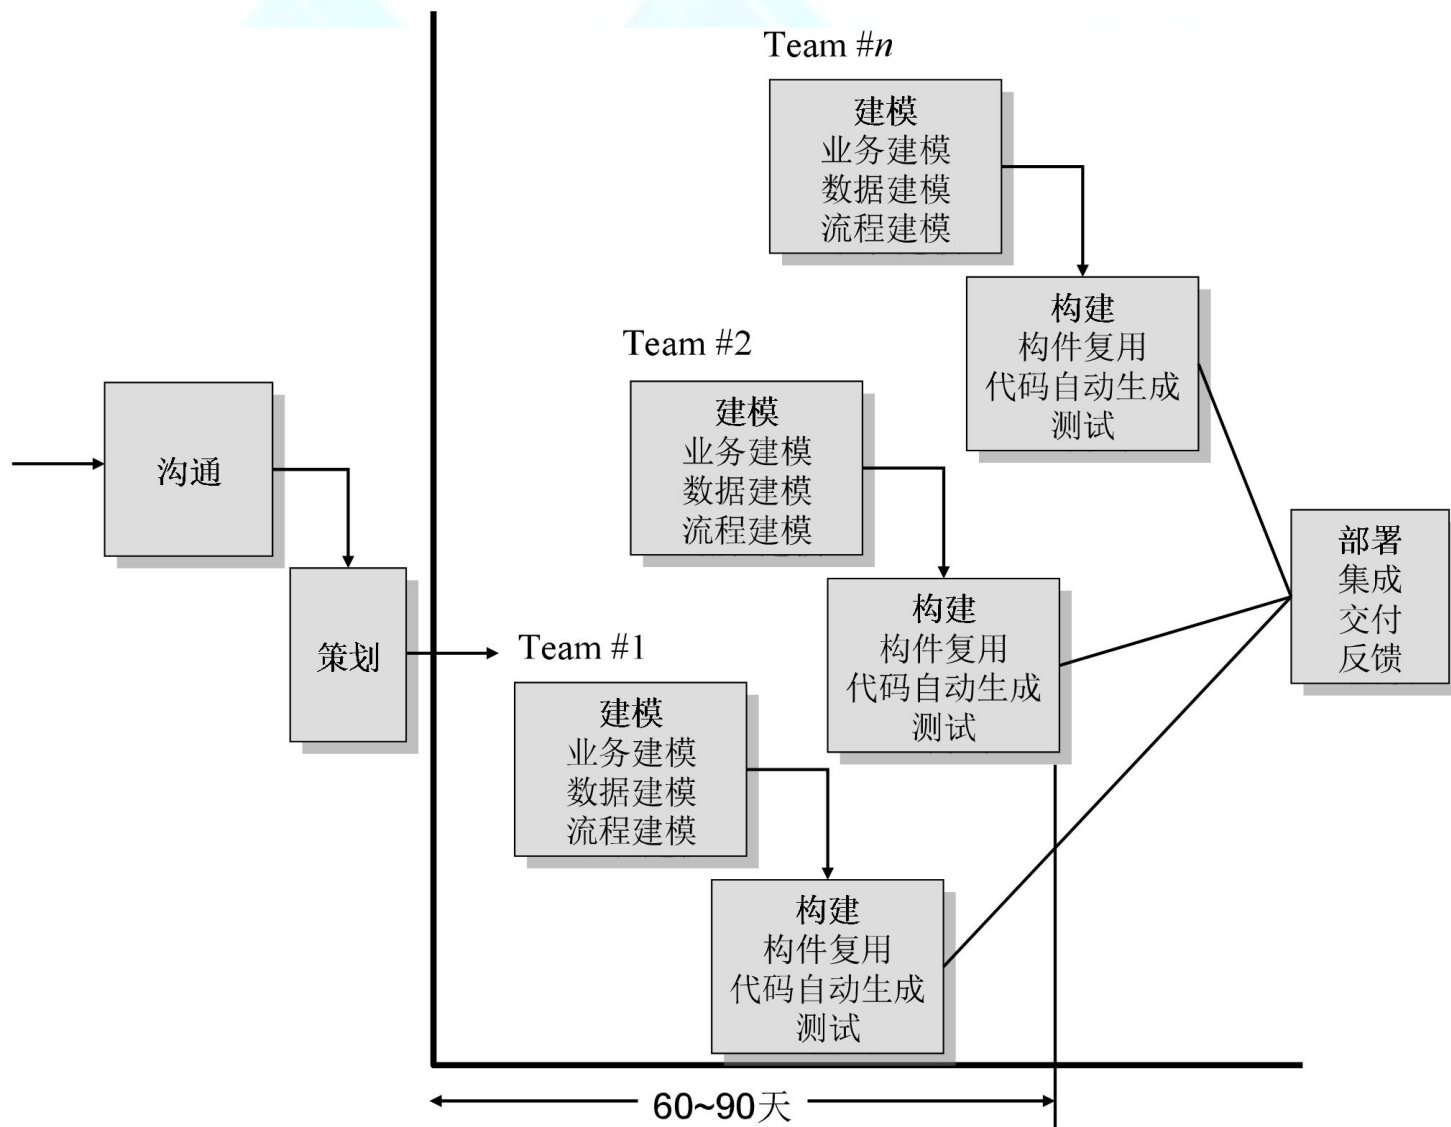 Team #n
建模
业务建模
数据建模
流程建模
构建
构件复用
代码自动生成
测试
Team #2
建模
业务建模
数据建模
流程建模
构建
构件复用
代码自动生成
测试
沟通
策划
Team #1
建模
业务建模
数据建模
流程建模
构建
构件复用
代码自动生成
测试
部署
集成
交付
反馈
60~90天